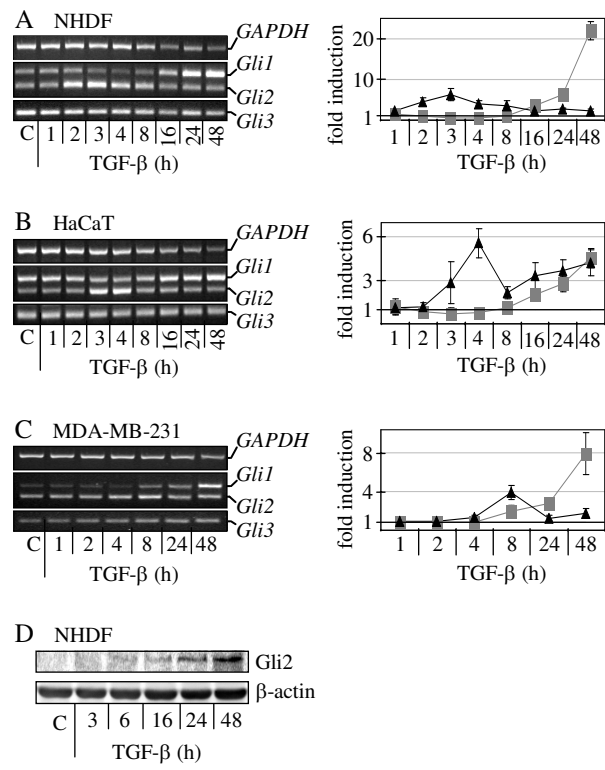 A NHDF
GAPDH
Gli1
Gli2
Gli3
C 1 2 3 4 8 16 24 48
TGF-β (h)
fold induction
20
10
1
1 2 3 4 8 16 24 48
TGF-β (h)
B HaCaT
GAPDH
Gli1
Gli2
Gli3
C 1 2 3 4 8 16 24 48
TGF-β (h)
fold induction
6
3
1
1 2 3 4 8 16 24 48
TGF-β (h)
C MDA-MB-231
GAPDH
Gli1
Gli2
Gli3
C 1 2 4 8 24 48
TGF-β (h)
fold induction
8
4
1
1 2 4 8 24 48
TGF-β (h)
D NHDF
Gli2
β-actin
C 3 6 16 24 48
TGF-β (h)